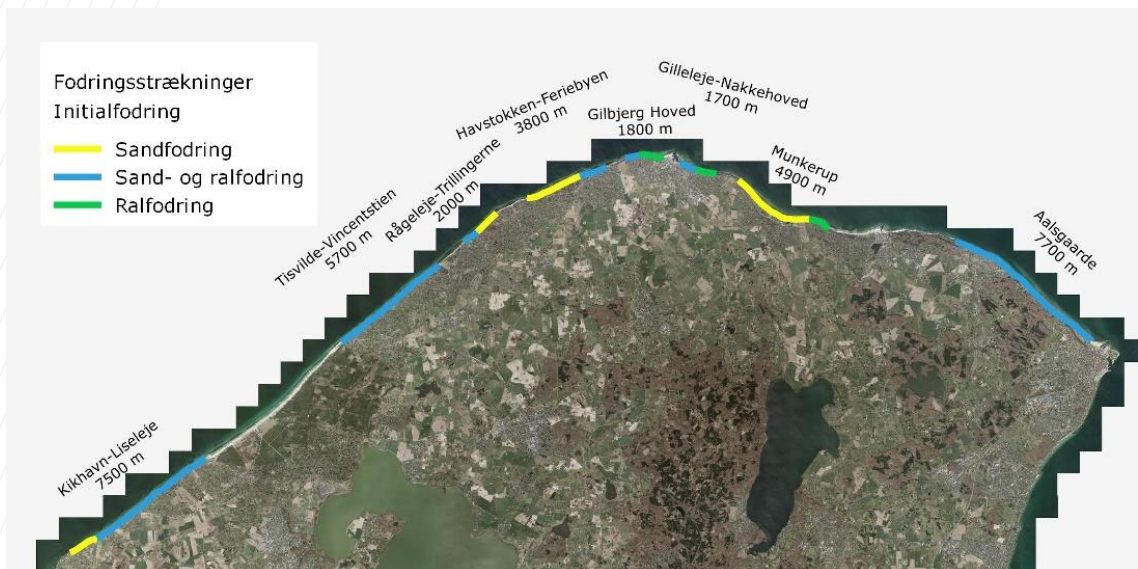 Fodringsstrækninger
Initialfodring
Sandfodring
Sand- og ralfodring
Ralfodring
Kikhavn-Liseleje
7500 m
Tisvilde-Vincentstien
5700 m
Rågeleje-Trillingerne
2000 m
Havstokken-Feriebyen
3800 m
Gilbjerg Hoved
1800 m
Gilleleje-Nakkehoved
1700 m
Munkerup
4900 m
Aalsgaarde
7700 m